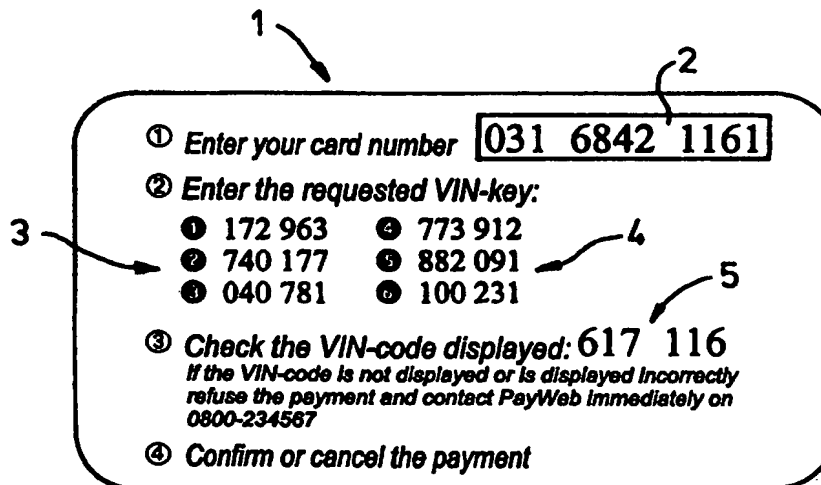 1
2
① Enter your card number 031 6842 1161
② Enter the requested VIN-key:
3 ❶ 172 963 ❹ 773 912 4
❷ 740 177 ❺ 882 091
❸ 040 781 ❻ 100 231
5
③ Check the VIN-code displayed: 617 116
If the VIN-code is not displayed or is displayed incorrectly
refuse the payment and contact PayWeb immediately on
0800-234567
④ Confirm or cancel the payment